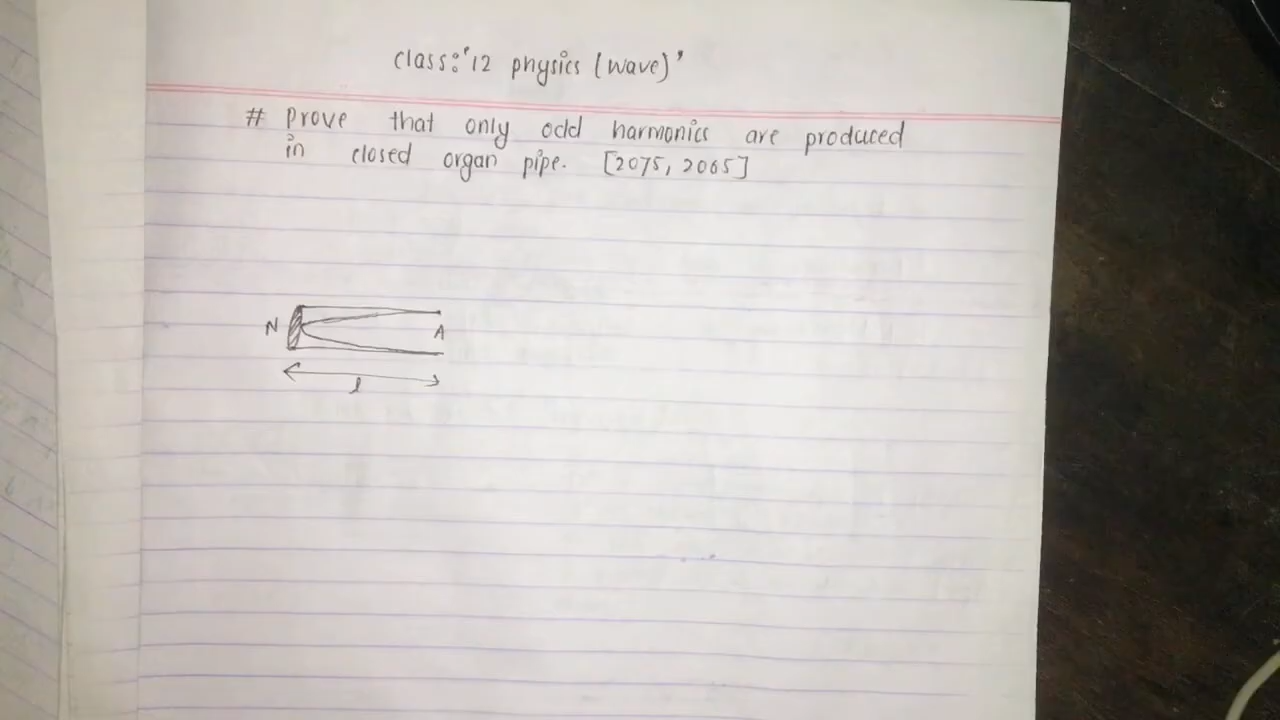 class:'12 physics (wave)'
# Prove that only odd harmonics are produced
in closed organ pipe. [2075, 2065]
N A
l